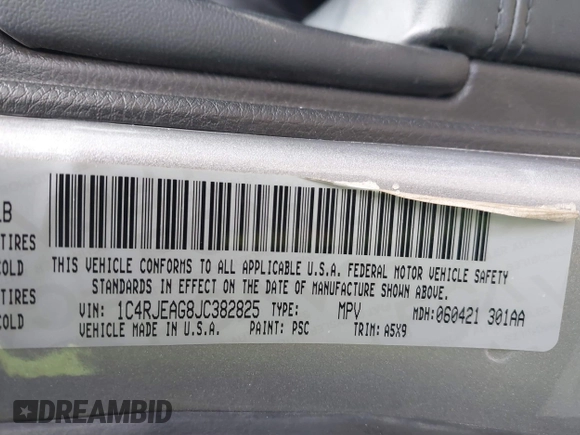 LB
TIRES
COLD
TIRES
COLD
THIS VEHICLE CONFORMS TO ALL APPLICABLE U.S.A. FEDERAL MOTOR VEHICLE SAFETY
STANDARDS IN EFFECT ON THE DATE OF MANUFACTURE SHOWN ABOVE.
VIN: 1C4RJEAG8JC382825 TYPE: MPV MDH: 060421 301AA
VEHICLE MADE IN U.S.A. PAINT: PSC TRIM: A5X9
DREAMBID